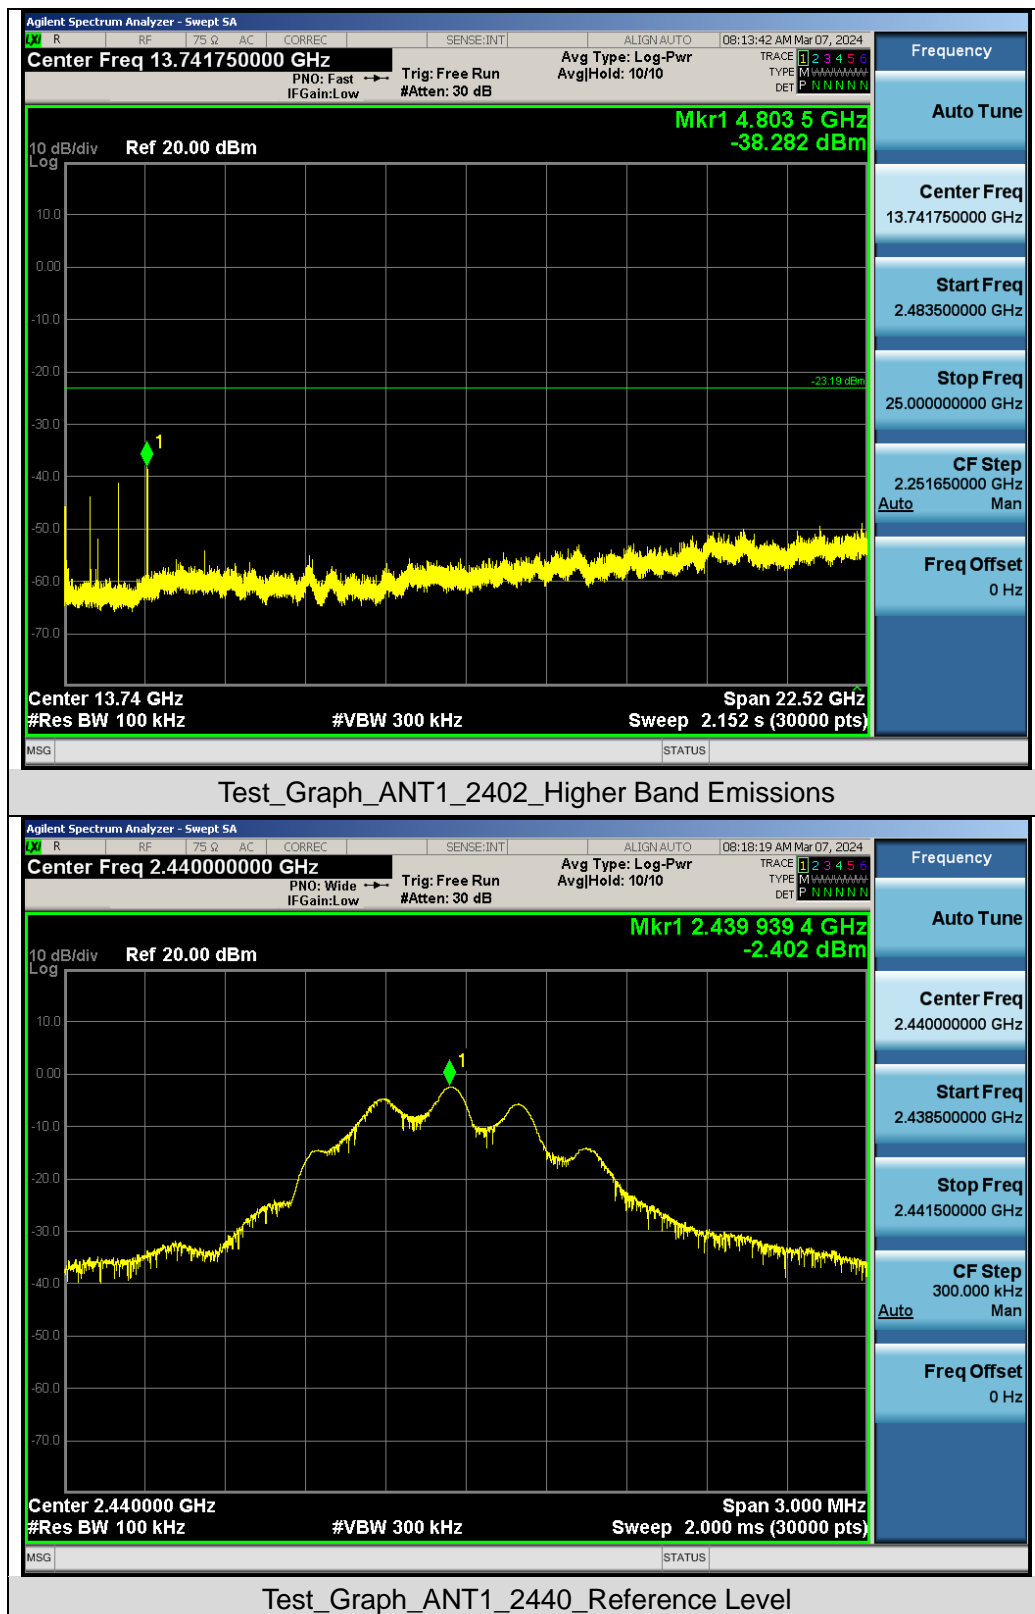 Agilent Spectrum Analyzer - Swept SA
LXI R RF 75 Ω AC CORREC SENSE:INT ALIGN AUTO 08:13:42 AM Mar 07, 2024
Center Freq 13.741750000 GHz
PNO: Fast
IFGain:Low
Trig: Free Run
#Atten: 30 dB
Avg Type: Log-Pwr
Avg|Hold: 10/10
TRACE 1 2 3 4 5 6
TYPE M WWWWW
DET P N N N N N
Frequency
Mkr1 4.803 5 GHz
-38.282 dBm
10 dB/div Ref 20.00 dBm
Log
10.0
0.00
-10.0
-20.0
-23.19 dBm
-30.0
1
-40.0
-50.0
-60.0
-70.0
Center 13.74 GHz Span 22.52 GHz
#Res BW 100 kHz #VBW 300 kHz Sweep 2.152 s (30000 pts)
Auto Tune
Center Freq
13.741750000 GHz
Start Freq
2.483500000 GHz
Stop Freq
25.000000000 GHz
CF Step
2.251650000 GHz
Auto Man
Freq Offset
0 Hz
MSG STATUS
Test_Graph_ANT1_2402_Higher Band Emissions
Agilent Spectrum Analyzer - Swept SA
LXI R RF 75 Ω AC CORREC SENSE:INT ALIGN AUTO 08:18:19 AM Mar 07, 2024
Center Freq 2.440000000 GHz
PNO: Wide
IFGain:Low
Trig: Free Run
#Atten: 30 dB
Avg Type: Log-Pwr
Avg|Hold: 10/10
TRACE 1 2 3 4 5 6
TYPE M WWWWW
DET P N N N N N
Frequency
Mkr1 2.439 939 4 GHz
-2.402 dBm
10 dB/div Ref 20.00 dBm
Log
10.0
0.00
1
-10.0
-20.0
-30.0
-40.0
-50.0
-60.0
-70.0
Center 2.440000 GHz Span 3.000 MHz
#Res BW 100 kHz #VBW 300 kHz Sweep 2.000 ms (30000 pts)
Auto Tune
Center Freq
2.440000000 GHz
Start Freq
2.438500000 GHz
Stop Freq
2.441500000 GHz
CF Step
300.000 kHz
Auto Man
Freq Offset
0 Hz
MSG STATUS
Test_Graph_ANT1_2440_Reference Level